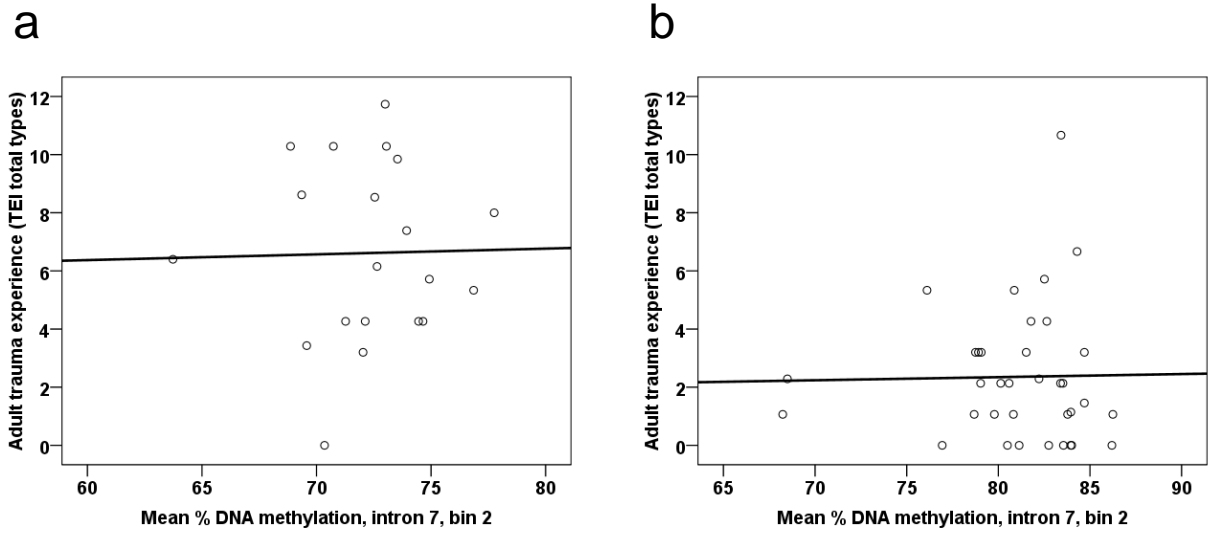 a
b
Adult trauma experience (TEI total types)
12
10
8
6
4
2
0
60 65 70 75 80
Mean % DNA methylation, intron 7, bin 2
Adult trauma experience (TEI total types)
12
10
8
6
4
2
0
65 70 75 80 85 90
Mean % DNA methylation, intron 7, bin 2